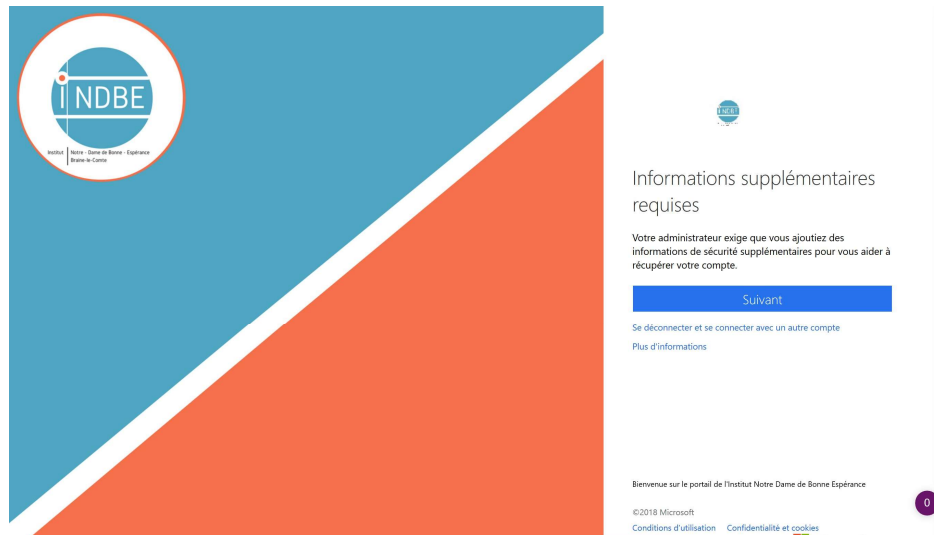 iNDBE
Institut
Notre - Dame de Bonne - Espérance
Braine-le-Comte
iNDBE
Informations supplémentaires
requises
Votre administrateur exige que vous ajoutiez des
informations de sécurité supplémentaires pour vous aider à
récupérer votre compte.
Suivant
Se déconnecter et se connecter avec un autre compte
Plus d'informations
Bienvenue sur le portail de l'Institut Notre Dame de Bonne Espérance
0
©2018 Microsoft
Conditions d'utilisation Confidentialité et cookies